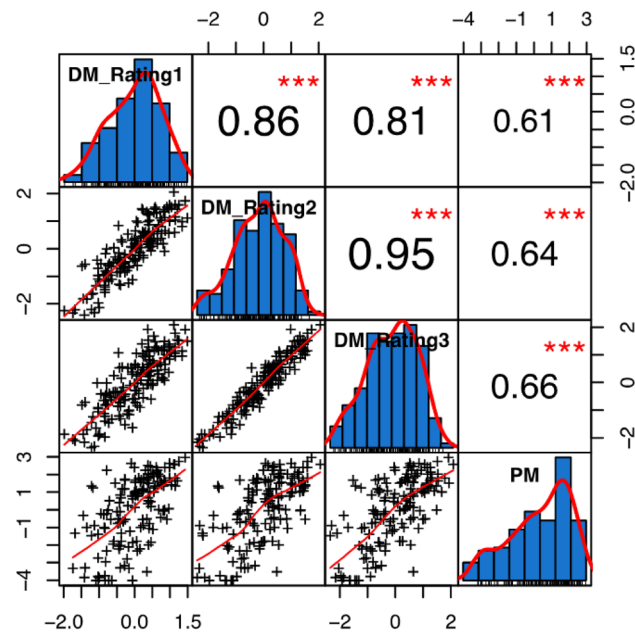 −2 0 2 −4 −1 1 3
DM_Rating1 *** 0.86 *** 0.81 *** 0.61 −2.0 0.0 1.5
−2 0 2 DM_Rating2 *** 0.95 *** 0.64
DM_Rating3 *** 0.66 −2 0 2
−4 −1 1 3 PM
−2.0 0.0 1.5 −2 0 2